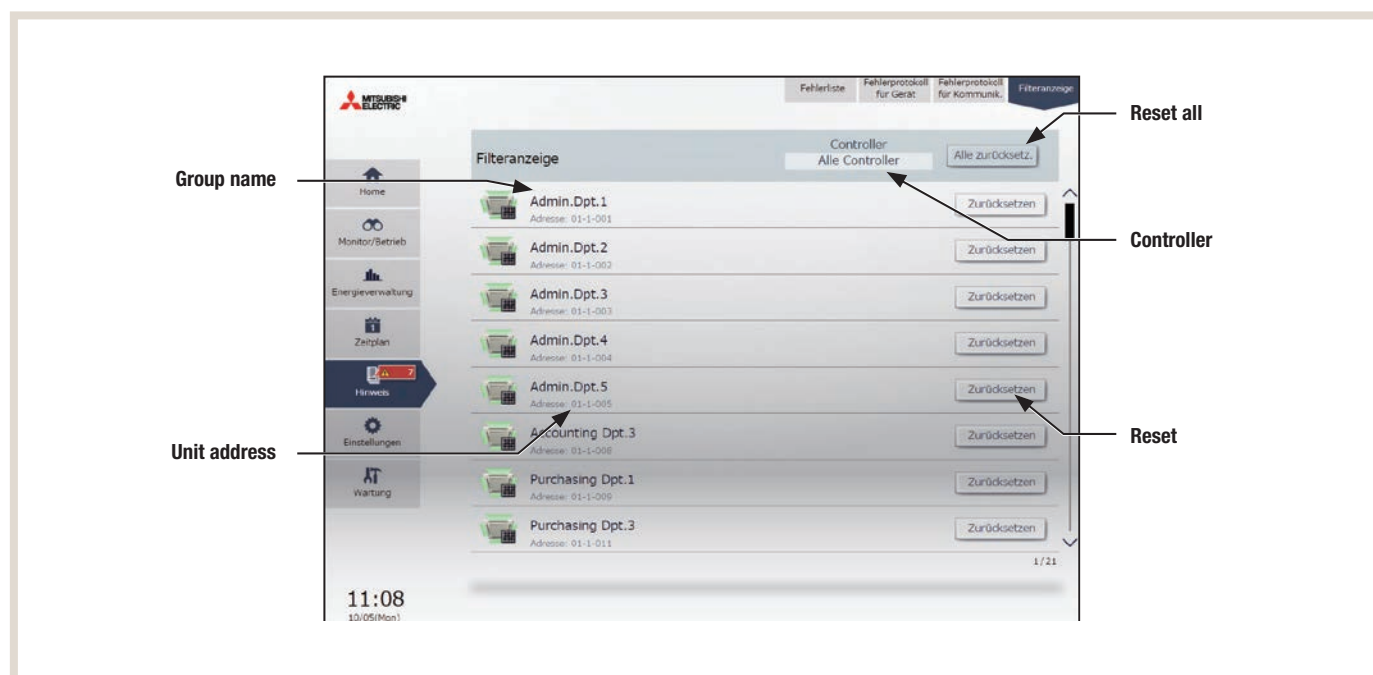 MITSUBISHI
ELECTRIC
Fehlerliste
Fehlerprotokoll
für Gerät
Fehlerprotokoll
für Kommunik.
Filteranzeige
Reset all
Filteranzeige
Controller
Alle Controller
Alle zurücksetz.
Group name
Home
Admin.Dpt.1
Adresse: 01-1-001
Zurücksetzen
Controller
Monitor/Betrieb
Admin.Dpt.2
Adresse: 01-1-002
Zurücksetzen
Energieverwaltung
Admin.Dpt.3
Adresse: 01-1-003
Zurücksetzen
1
Zeitplan
Admin.Dpt.4
Adresse: 01-1-004
Zurücksetzen
7
Hinweis
Admin.Dpt.5
Adresse: 01-1-005
Zurücksetzen
Reset
Einstellungen
Accounting Dpt.3
Adresse: 01-1-008
Zurücksetzen
Unit address
Wartung
Purchasing Dpt.1
Adresse: 01-1-009
Zurücksetzen
Purchasing Dpt.3
Adresse: 01-1-011
Zurücksetzen
1/21
11:08
10/05(Mon)